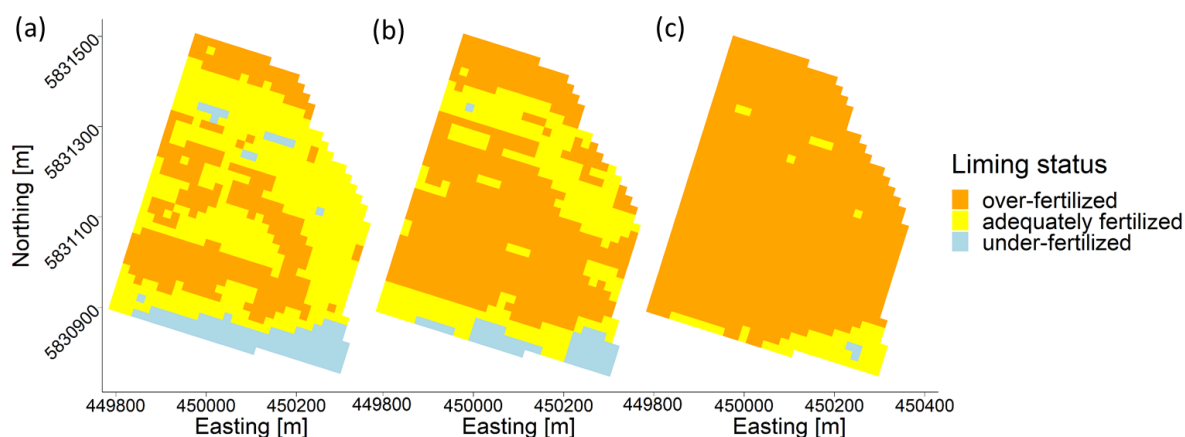 (a)
(b)
(c)
Northing [m]
5831500
5831300
5831100
5830900
Liming status
over-fertilized
adequately fertilized
under-fertilized
449800 450000 450200 449800 450000 450200 449800 450000 450200 450400
Easting [m] Easting [m] Easting [m]